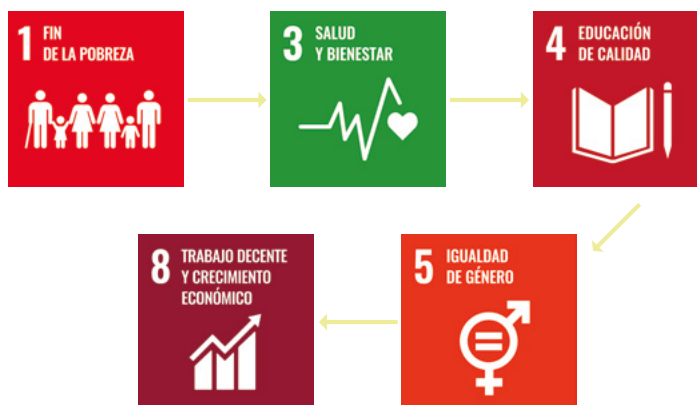 1 FIN
DE LA POBREZA
3 SALUD
Y BIENESTAR
4 EDUCACIÓN
DE CALIDAD
5 IGUALDAD
DE GÉNERO
8 TRABAJO DECENTE
Y CRECIMIENTO
ECONÓMICO